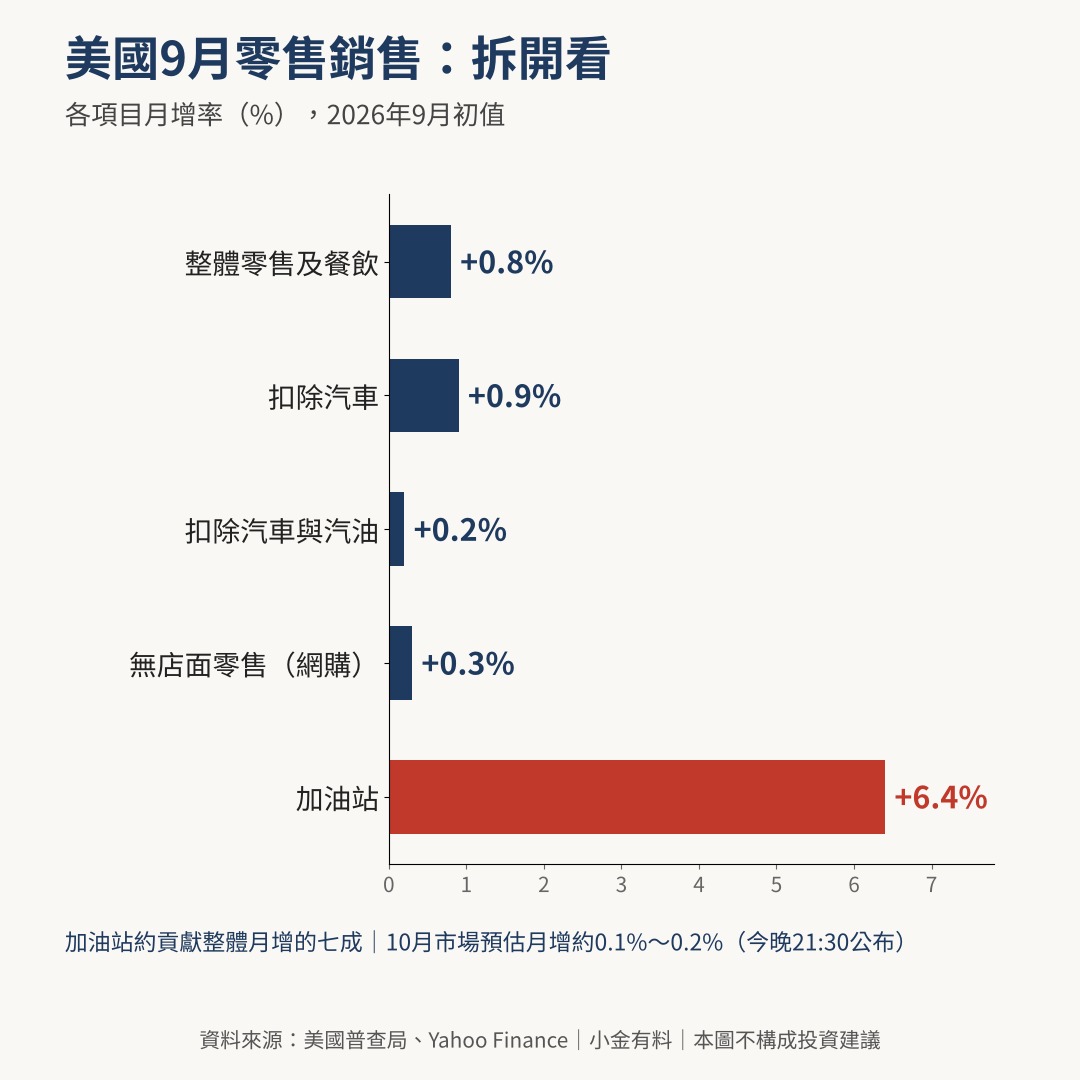 美國9月零售銷售：拆開看
各項目月增率（%），2026年9月初值
整體零售及餐飲 +0.8%
扣除汽車 +0.9%
扣除汽車與汽油 +0.2%
無店面零售（網購） +0.3%
加油站 +6.4%
0 1 2 3 4 5 6 7
加油站約貢獻整體月增的七成｜10月市場預估月增約0.1%～0.2%（今晚21:30公布）
資料來源：美國普查局、Yahoo Finance｜小金有料｜本圖不構成投資建議